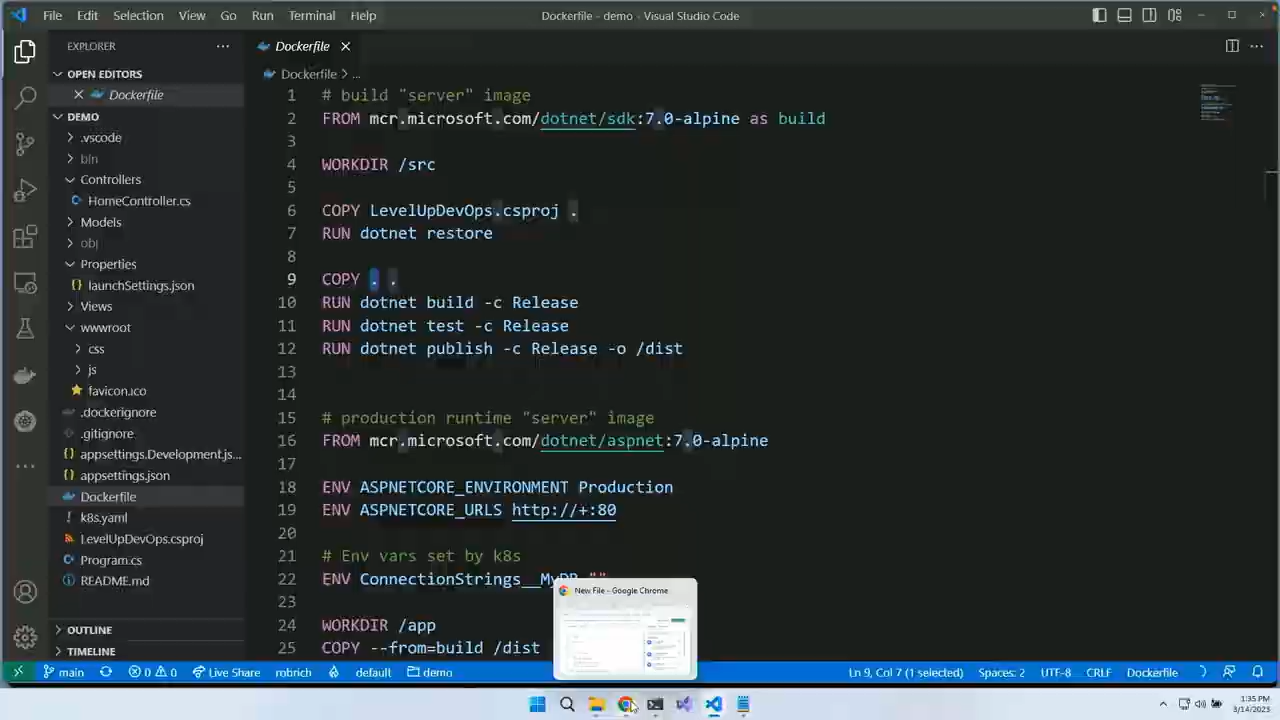 File Edit Selection View Go Run Terminal Help
Dockerfile - demo - Visual Studio Code
EXPLORER
OPEN EDITORS
Dockerfile
DEMO
.vscode
bin
Controllers
HomeController.cs
Models
obj
Properties
launchSettings.json
Views
wwwroot
css
js
favicon.ico
.dockerignore
.gitignore
appsettings.Development.js...
appsettings.json
Dockerfile
k8s.yaml
LevelUpDevOps.csproj
Program.cs
README.md
OUTLINE
TIMELINE
Dockerfile
Dockerfile > ...
1 # build "server" image
2 FROM mcr.microsoft.com/dotnet/sdk:7.0-alpine as build
3
4 WORKDIR /src
5
6 COPY LevelUpDevOps.csproj .
7 RUN dotnet restore
8
9 COPY . .
10 RUN dotnet build -c Release
11 RUN dotnet test -c Release
12 RUN dotnet publish -c Release -o /dist
13
14
15 # production runtime "server" image
16 FROM mcr.microsoft.com/dotnet/aspnet:7.0-alpine
17
18 ENV ASPNETCORE_ENVIRONMENT Production
19 ENV ASPNETCORE_URLS http://+:80
20
21 # Env vars set by k8s
22 ENV ConnectionStrings__MyDB ""
23
24 WORKDIR /app
25 /dist
New File - Google Chrome
main Live Share robrich default demo Ln 9, Col 7 (1 selected) Spaces: 2 UTF-8 CRLF Dockerfile
1:35 PM
3/14/2023